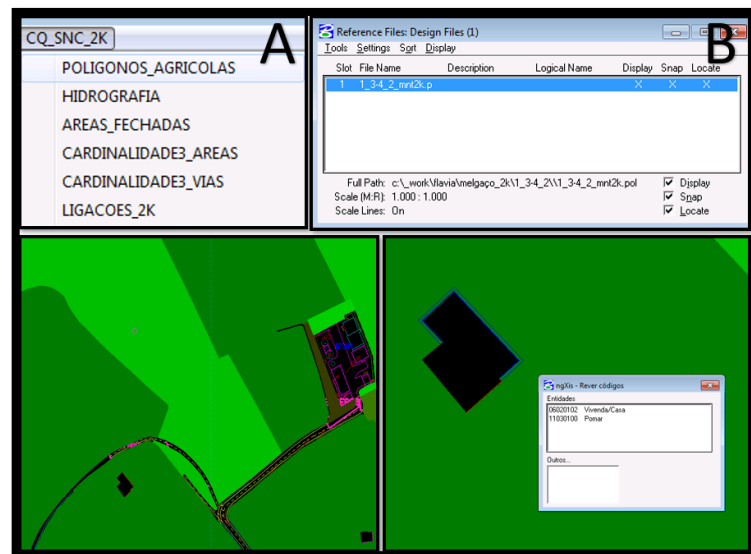 CQ_SNC_2K
A
POLIGONOS_AGRICOLAS
HIDROGRAFIA
AREAS_FECHADAS
CARDINALIDADE3_AREAS
CARDINALIDADE3_VIAS
LIGACOES_2K
Reference Files: Design Files (1)
B
Tools Settings Sort Display
Slot File Name Description Logical Name Display Snap Locate
1 1_3-4_2_mnt2k.p X X X
Full Path: c:\_work\flavia\melgaço_2k\1_3-4_2\\1_3-4_2_mnt2k.pol
Display
Scale (M:R): 1.000 : 1.000
Snap
Scale Lines: On
Locate
ngXis - Rever códigos
Entidades
06020102 Vivenda/Casa
11030100 Pomar
Outros...